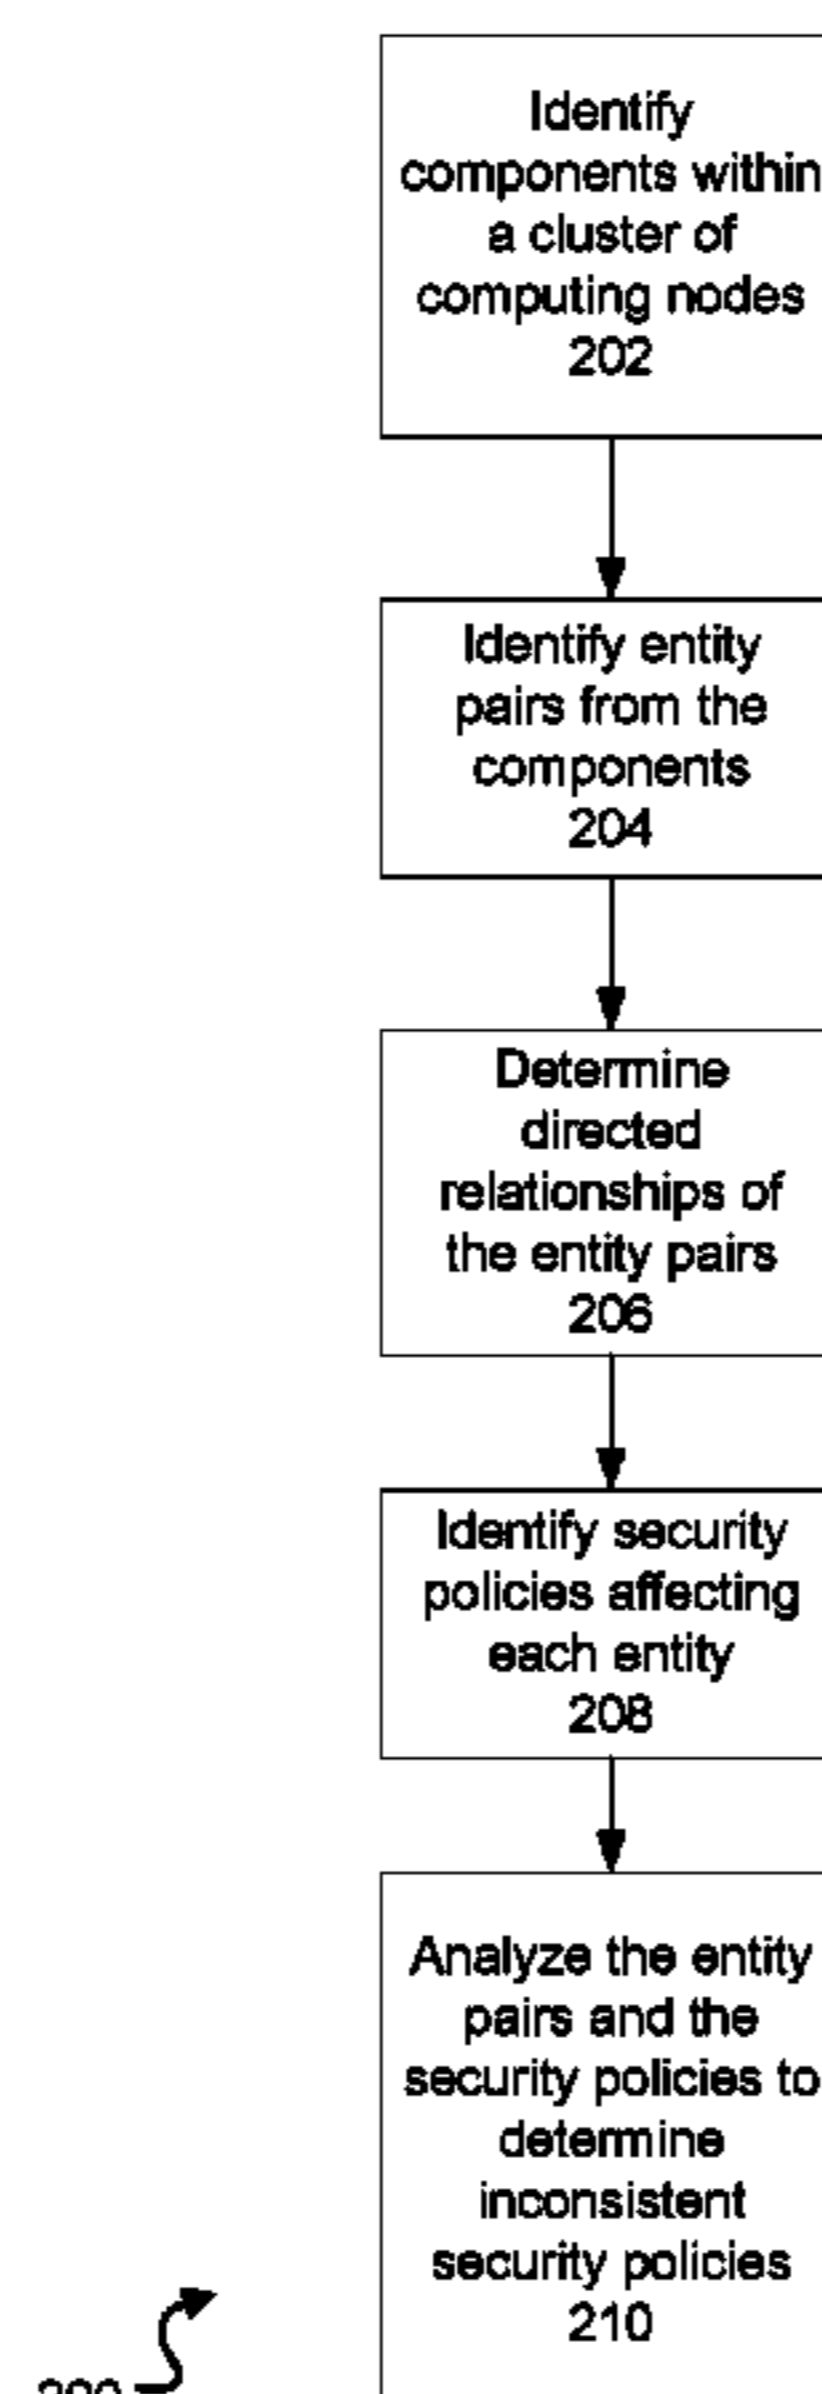 Identify
components within
a cluster of
computing nodes
202
Identify entity
pairs from the
components
204
Determine
directed
relationships of
the entity pairs
206
Identify security
policies affecting
each entity
208
Analyze the entity
pairs and the
security policies to
determine
inconsistent
security policies
210